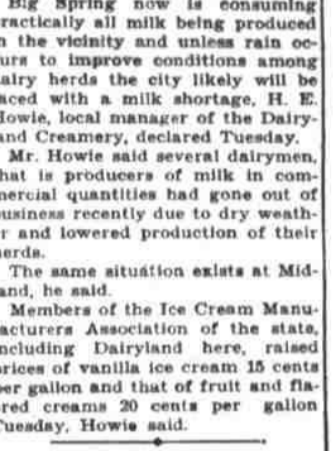 Big Spring now is consuming
ractically all milk being produced
n the vicinity and unless rain oc-
urs to improve conditions among
airy herds the city likely will be
aced with a milk shortage, H. E.
Howie, local manager of the Dairy-
and Creamery, declared Tuesday.
Mr. Howie said several dairymen,
hat is producers of milk in com-
mercial quantities had gone out of
business recently due to dry weath-
r and lowered production of their
herds.
The same situation exists at Mid-
and, he said.
Members of the Ice Cream Manu-
acturers Association of the state,
ncluding Dairyland here, raised
prices of vanilla ice cream 15 cents
per gallon and that of fruit and fla-
ored creams 20 cents per gallon
Tuesday, Howie said.